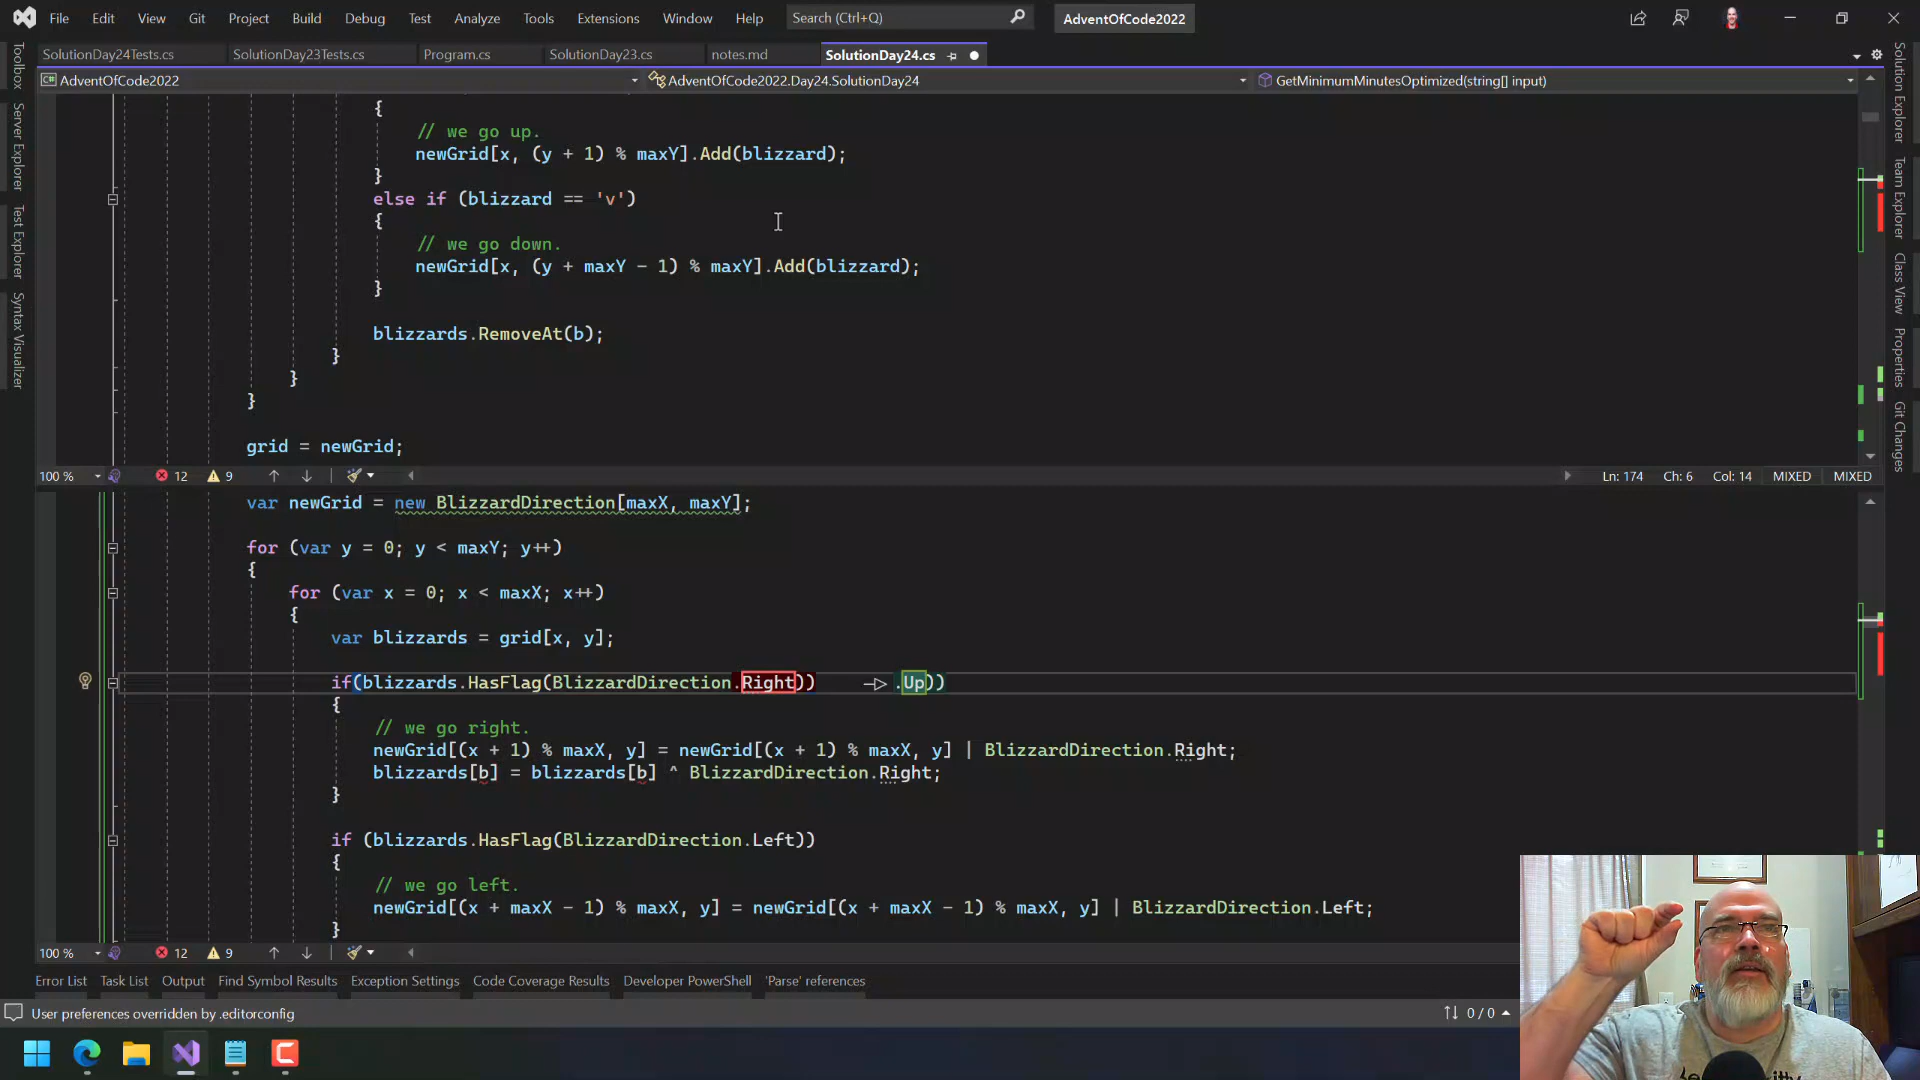 File Edit View Git Project Build Debug Test Analyze Tools Extensions Window Help Search (Ctrl+Q) AdventOfCode2022
SolutionDay24Tests.cs SolutionDay23Tests.cs Program.cs SolutionDay23.cs notes.md SolutionDay24.cs
AdventOfCode2022 AdventOfCode2022.Day24.SolutionDay24 GetMinimumMinutesOptimized(string[] input)
Toolbox
Server Explorer
Test Explorer
Syntax Visualizer
{
// we go up.
newGrid[x, (y + 1) % maxY].Add(blizzard);
}
else if (blizzard == 'v')
{
// we go down.
newGrid[x, (y + maxY - 1) % maxY].Add(blizzard);
}
blizzards.RemoveAt(b);
}
}
}
grid = newGrid;
100 % 12 9 Ln: 174 Ch: 6 Col: 14 MIXED MIXED
var newGrid = new BlizzardDirection[maxX, maxY];
for (var y = 0; y < maxY; y++)
{
for (var x = 0; x < maxX; x++)
{
var blizzards = grid[x, y];
if(blizzards.HasFlag(BlizzardDirection.Right)) .Up))
{
// we go right.
newGrid[(x + 1) % maxX, y] = newGrid[(x + 1) % maxX, y] | BlizzardDirection.Right;
blizzards[b] = blizzards[b] ^ BlizzardDirection.Right;
}
if (blizzards.HasFlag(BlizzardDirection.Left))
{
// we go left.
newGrid[(x + maxX - 1) % maxX, y] = newGrid[(x + maxX - 1) % maxX, y] | BlizzardDirection.Left;
}
100 % 12 9
Solution Explorer
Team Explorer
Class View
Properties
Git Changes
Error List Task List Output Find Symbol Results Exception Settings Code Coverage Results Developer PowerShell 'Parse' references
User preferences overridden by .editorconfig 0 / 0